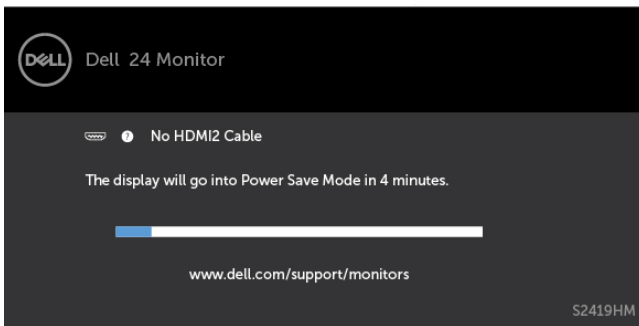 DELL
Dell 24 Monitor
? No HDMI2 Cable
The display will go into Power Save Mode in 4 minutes.
www.dell.com/support/monitors
S2419HM